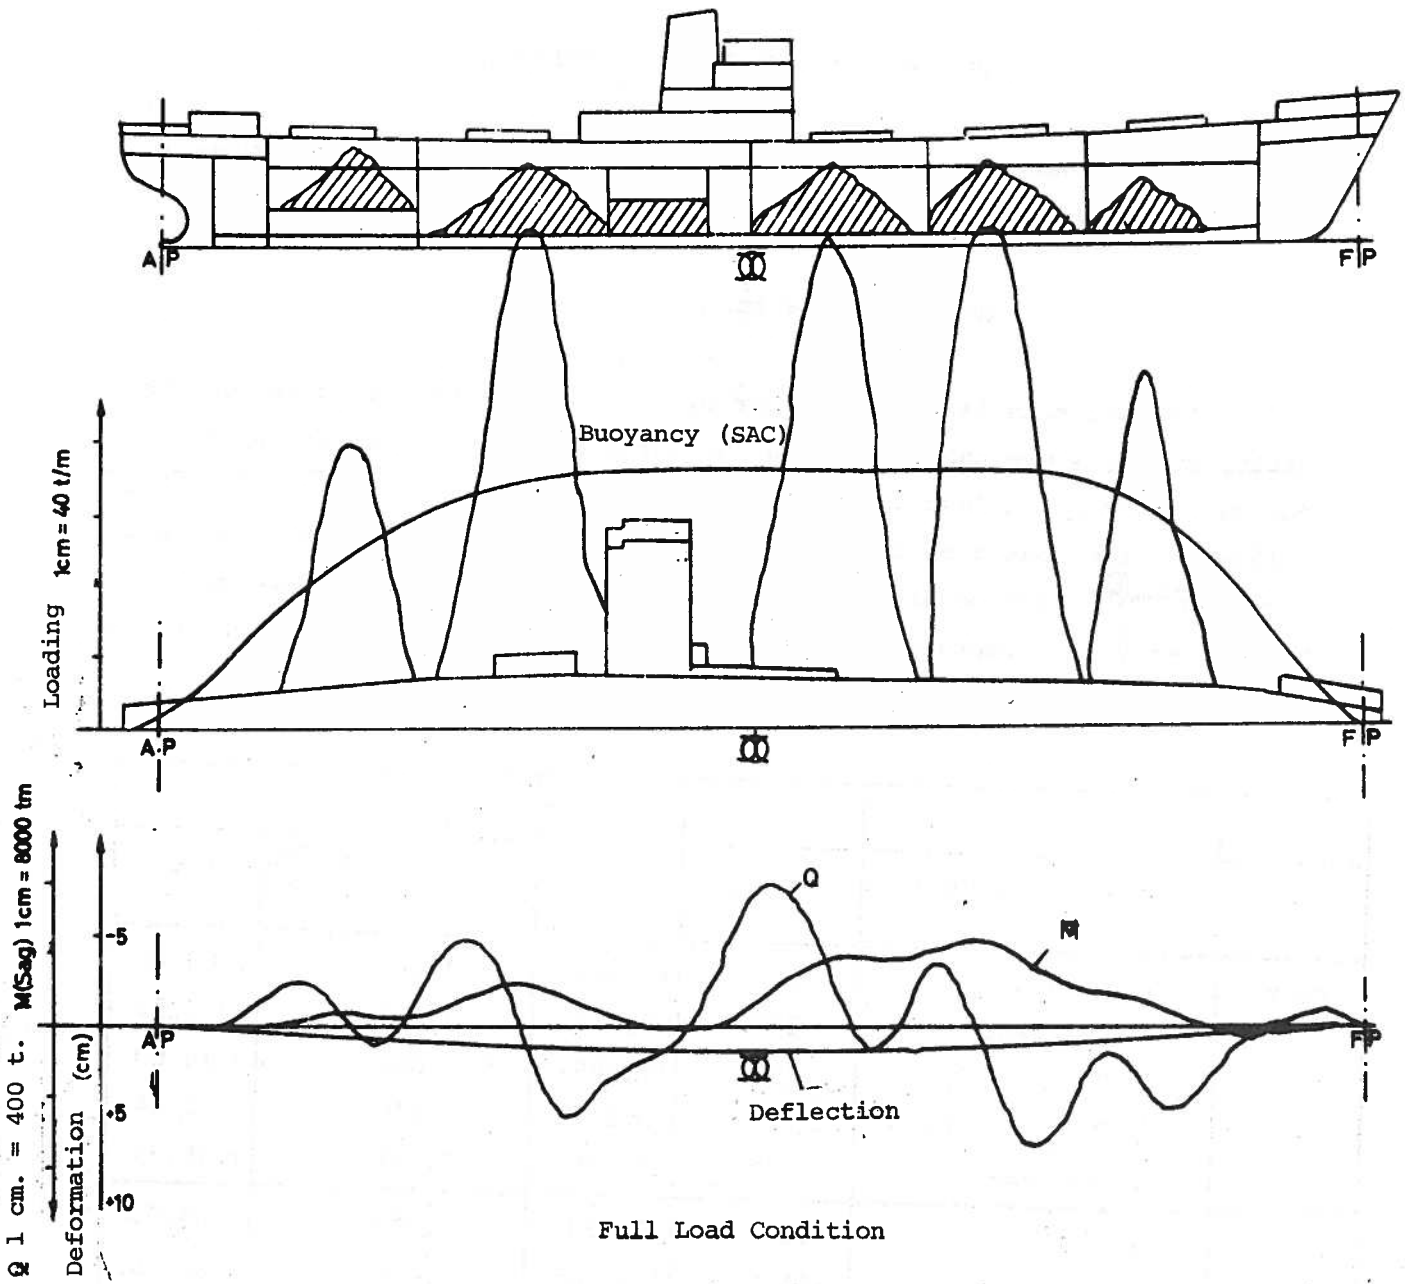 A P
F P
Buoyancy (SAC)
Loading 1cm = 40 t/m
A P
F P
Q 1 cm. = 400 t. M(Sag) 1cm = 8000 tm
Deformation (cm)
-5
+5
+10
Q
M
A P
F P
Deflection
Full Load Condition